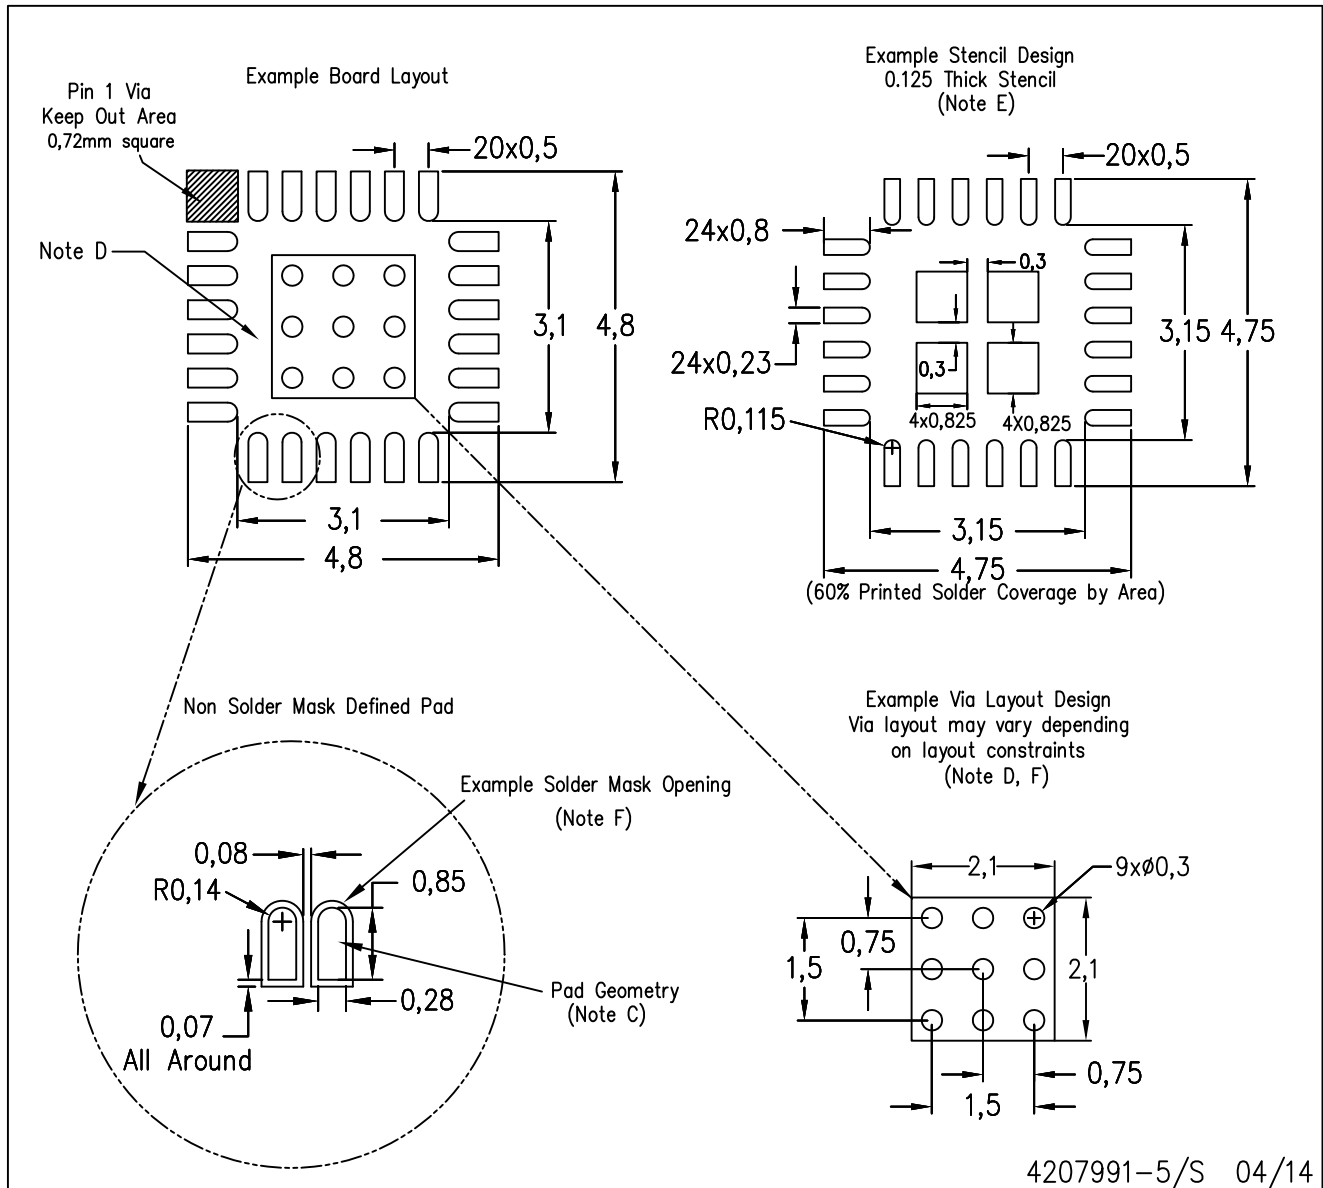 Example Board Layout
Pin 1 Via
Keep Out Area
0,72mm square
20x0,5
Note D
3,1
4,8
3,1
4,8
Example Stencil Design
0.125 Thick Stencil
(Note E)
20x0,5
24x0,8
0,3
3,15
4,75
24x0,23
0,3
4x0,825
4X0,825
R0,115
3,15
4,75
(60% Printed Solder Coverage by Area)
Non Solder Mask Defined Pad
Example Solder Mask Opening
(Note F)
0,08
R0,14
0,85
Pad Geometry
(Note C)
0,28
0,07
All Around
Example Via Layout Design
Via layout may vary depending
on layout constraints
(Note D, F)
2,1
9xø0,3
0,75
1,5
2,1
0,75
1,5
4207991-5/S 04/14